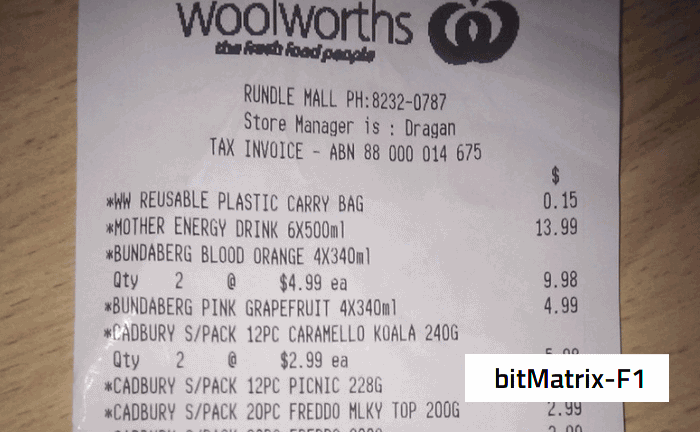 woolworths
the fresh food people
RUNDLE MALL PH:8232-0787
Store Manager is : Dragan
TAX INVOICE - ABN 88 000 014 675
$
*WW REUSABLE PLASTIC CARRY BAG 0.15
*MOTHER ENERGY DRINK 6X500ml 13.99
*BUNDABERG BLOOD ORANGE 4X340ml
Qty 2 @ $4.99 ea 9.98
*BUNDABERG PINK GRAPEFRUIT 4X340ml 4.99
*CADBURY S/PACK 12PC CARAMELLO KOALA 240G
Qty 2 @ $2.99 ea
*CADBURY S/PACK 12PC PICNIC 228G
*CADBURY S/PACK 20PC FREDDO MLKY TOP 200G 2.99
bitMatrix-F1